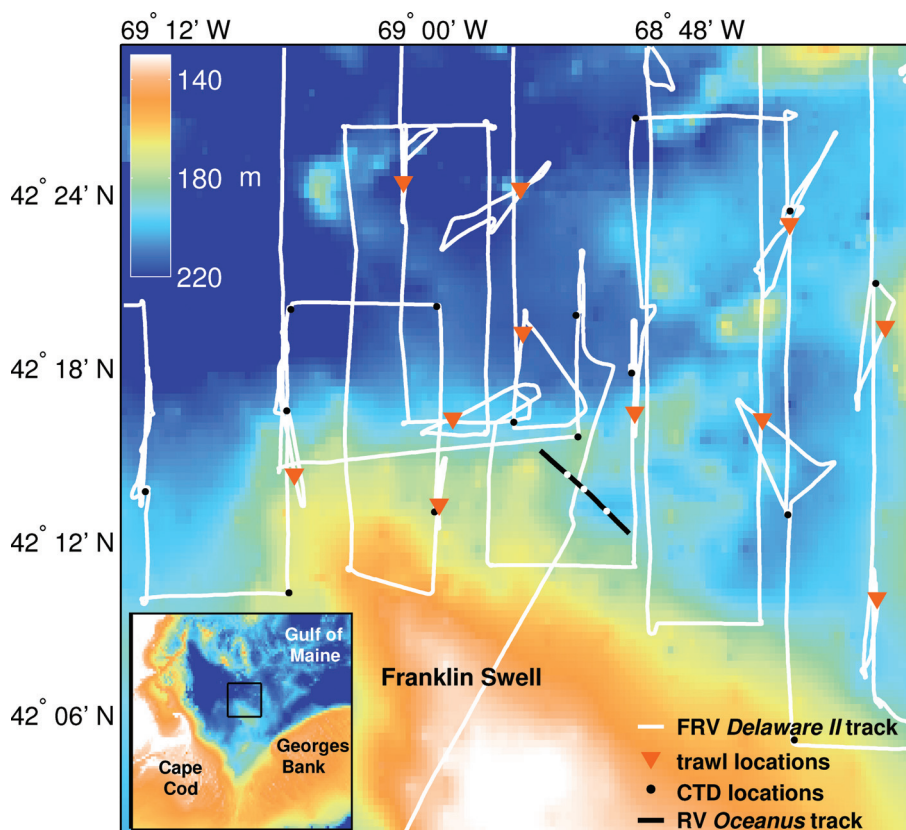 69° 12' W 69° 00' W 68° 48' W
140
180 m
220
42° 24' N
42° 18' N
42° 12' N
42° 06' N
Gulf of
Maine
Georges
Bank
Cape
Cod
Franklin Swell
FRV Delaware II track
trawl locations
CTD locations
RV Oceanus track